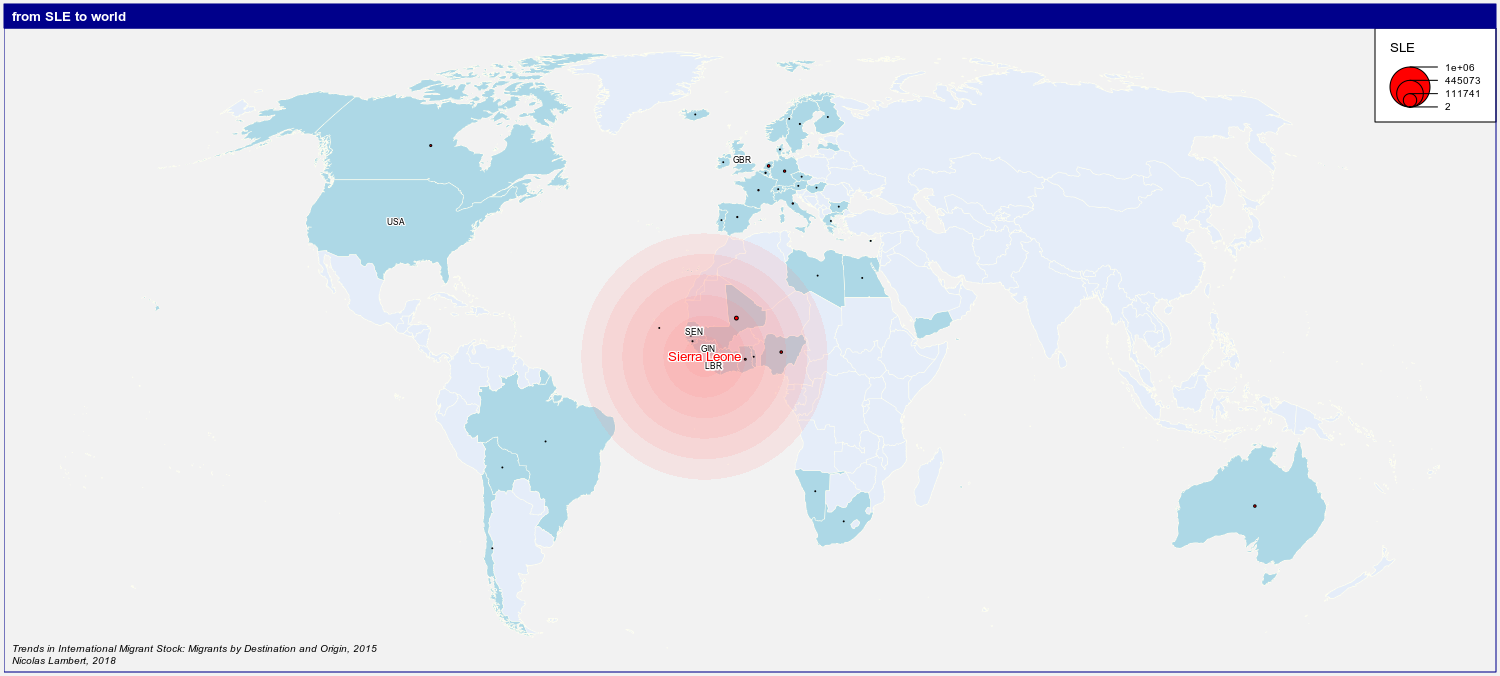 from SLE to world
SLE
1e+06
445073
111741
2
GBR
USA
SEN
GIN
Sierra Leone
LBR
Trends in International Migrant Stock: Migrants by Destination and Origin, 2015
Nicolas Lambert, 2018